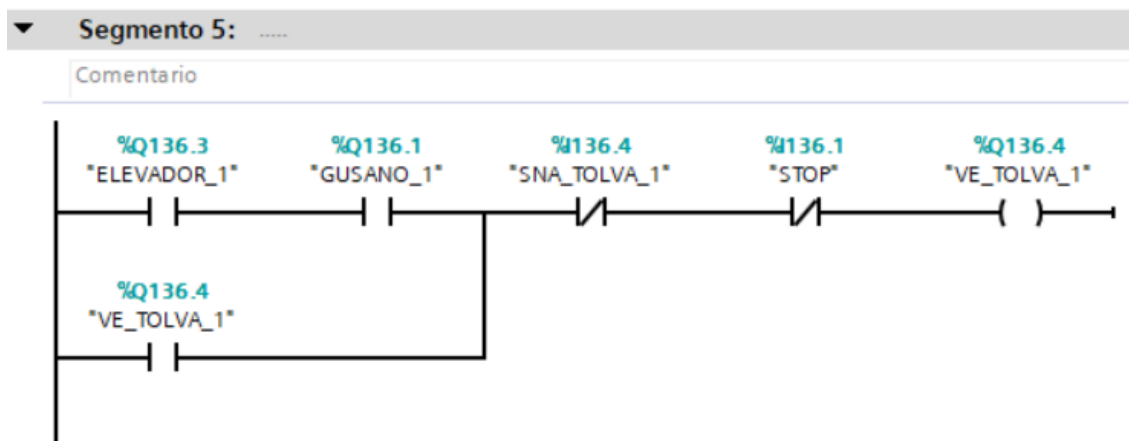 Segmento 5: .....
Comentario
%Q136.3 %Q136.1 %I136.4 %I136.1 %Q136.4
"ELEVADOR_1" "GUSANO_1" "SNA_TOLVA_1" "STOP" "VE_TOLVA_1"
%Q136.4
"VE_TOLVA_1"